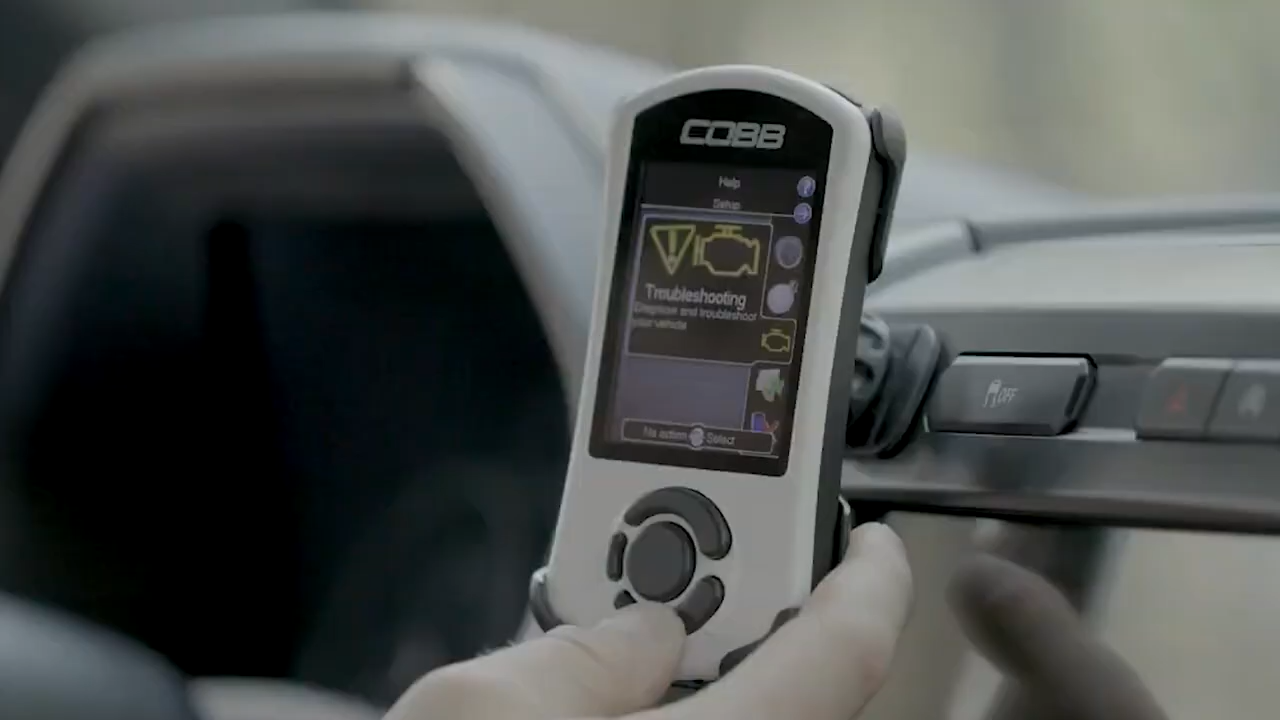 COBB
Help
Setup
Troubleshooting
Diagnose and troubleshoot
your vehicle
No action Select
OFF